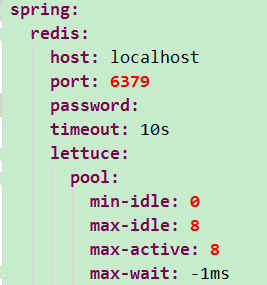 spring:
  redis:
    host: localhost
    port: 6379
    password:
    timeout: 10s
    lettuce:
      pool:
        min-idle: 0
        max-idle: 8
        max-active: 8
        max-wait: -1ms